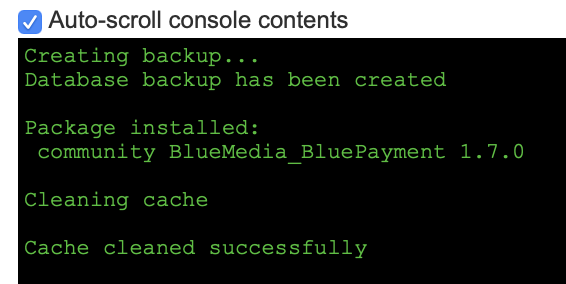 Auto-scroll console contents
Creating backup...
Database backup has been created
Package installed:
community BlueMedia_BluePayment 1.7.0
Cleaning cache
Cache cleaned successfully